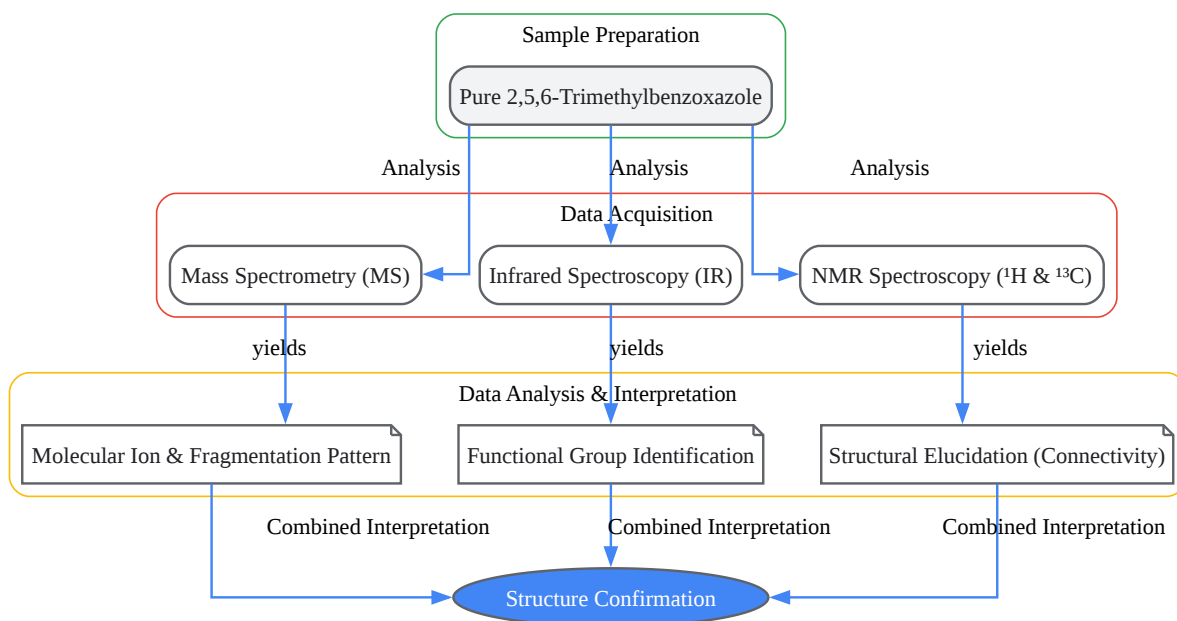 Sample Preparation
Pure 2,5,6-Trimethylbenzoxazole
Analysis
Analysis
Analysis
Data Acquisition
Mass Spectrometry (MS)
Infrared Spectroscopy (IR)
NMR Spectroscopy (¹H & ¹³C)
yields
yields
yields
Data Analysis & Interpretation
Molecular Ion & Fragmentation Pattern
Functional Group Identification
Structural Elucidation (Connectivity)
Combined Interpretation
Combined Interpretation
Combined Interpretation
Structure Confirmation